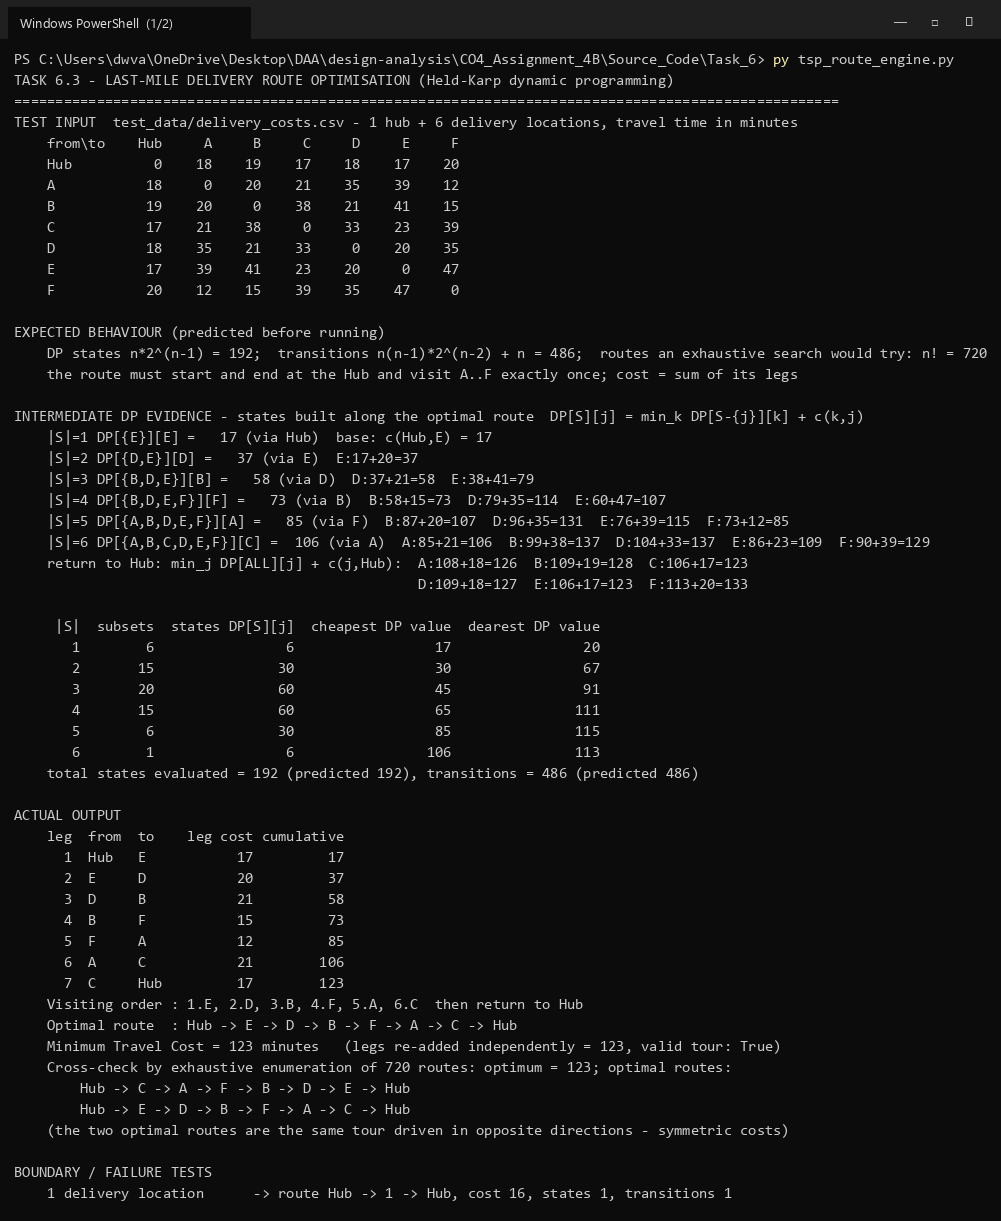 Windows PowerShell (1/2)
PS C:\Users\dwva\OneDrive\Desktop\DAA\design-analysis\CO4_Assignment_4B\Source_Code\Task_6> py tsp_route_engine.py
TASK 6.3 - LAST-MILE DELIVERY ROUTE OPTIMISATION (Held-Karp dynamic programming)
====================================================================================================
TEST INPUT  test_data/delivery_costs.csv - 1 hub + 6 delivery locations, travel time in minutes
    from\to    Hub     A     B     C     D     E     F
    Hub          0    18    19    17    18    17    20
    A           18     0    20    21    35    39    12
    B           19    20     0    38    21    41    15
    C           17    21    38     0    33    23    39
    D           18    35    21    33     0    20    35
    E           17    39    41    23    20     0    47
    F           20    12    15    39    35    47     0
EXPECTED BEHAVIOUR (predicted before running)
    DP states n*2^(n-1) = 192;  transitions n(n-1)*2^(n-2) + n = 486;  routes an exhaustive search would try: n! = 720
    the route must start and end at the Hub and visit A..F exactly once; cost = sum of its legs
INTERMEDIATE DP EVIDENCE - states built along the optimal route  DP[S][j] = min_k DP[S-{j}][k] + c(k,j)
    |S|=1 DP[{E}][E] =   17 (via Hub)  base: c(Hub,E) = 17
    |S|=2 DP[{D,E}][D] =   37 (via E)  E:17+20=37
    |S|=3 DP[{B,D,E}][B] =   58 (via D)  D:37+21=58  E:38+41=79
    |S|=4 DP[{B,D,E,F}][F] =   73 (via B)  B:58+15=73  D:79+35=114  E:60+47=107
    |S|=5 DP[{A,B,D,E,F}][A] =   85 (via F)  B:87+20=107  D:96+35=131  E:76+39=115  F:73+12=85
    |S|=6 DP[{A,B,C,D,E,F}][C] =  106 (via A)  A:85+21=106  B:99+38=137  D:104+33=137  E:86+23=109  F:90+39=129
    return to Hub: min_j DP[ALL][j] + c(j,Hub):  A:108+18=126  B:109+19=128  C:106+17=123
                                                 D:109+18=127  E:106+17=123  F:113+20=133
     |S|  subsets  states DP[S][j]  cheapest DP value  dearest DP value
       1        6                6                 17                20
       2       15               30                 30                67
       3       20               60                 45                91
       4       15               60                 65               111
       5        6               30                 85               115
       6        1                6                106               113
    total states evaluated = 192 (predicted 192), transitions = 486 (predicted 486)
ACTUAL OUTPUT
    leg  from  to    leg cost cumulative
      1  Hub   E           17         17
      2  E     D           20         37
      3  D     B           21         58
      4  B     F           15         73
      5  F     A           12         85
      6  A     C           21        106
      7  C     Hub         17        123
    Visiting order : 1.E, 2.D, 3.B, 4.F, 5.A, 6.C  then return to Hub
    Optimal route  : Hub -> E -> D -> B -> F -> A -> C -> Hub
    Minimum Travel Cost = 123 minutes   (legs re-added independently = 123, valid tour: True)
    Cross-check by exhaustive enumeration of 720 routes: optimum = 123; optimal routes:
        Hub -> C -> A -> F -> B -> D -> E -> Hub
        Hub -> E -> D -> B -> F -> A -> C -> Hub
    (the two optimal routes are the same tour driven in opposite directions - symmetric costs)
BOUNDARY / FAILURE TESTS
    1 delivery location      -> route Hub -> 1 -> Hub, cost 16, states 1, transitions 1